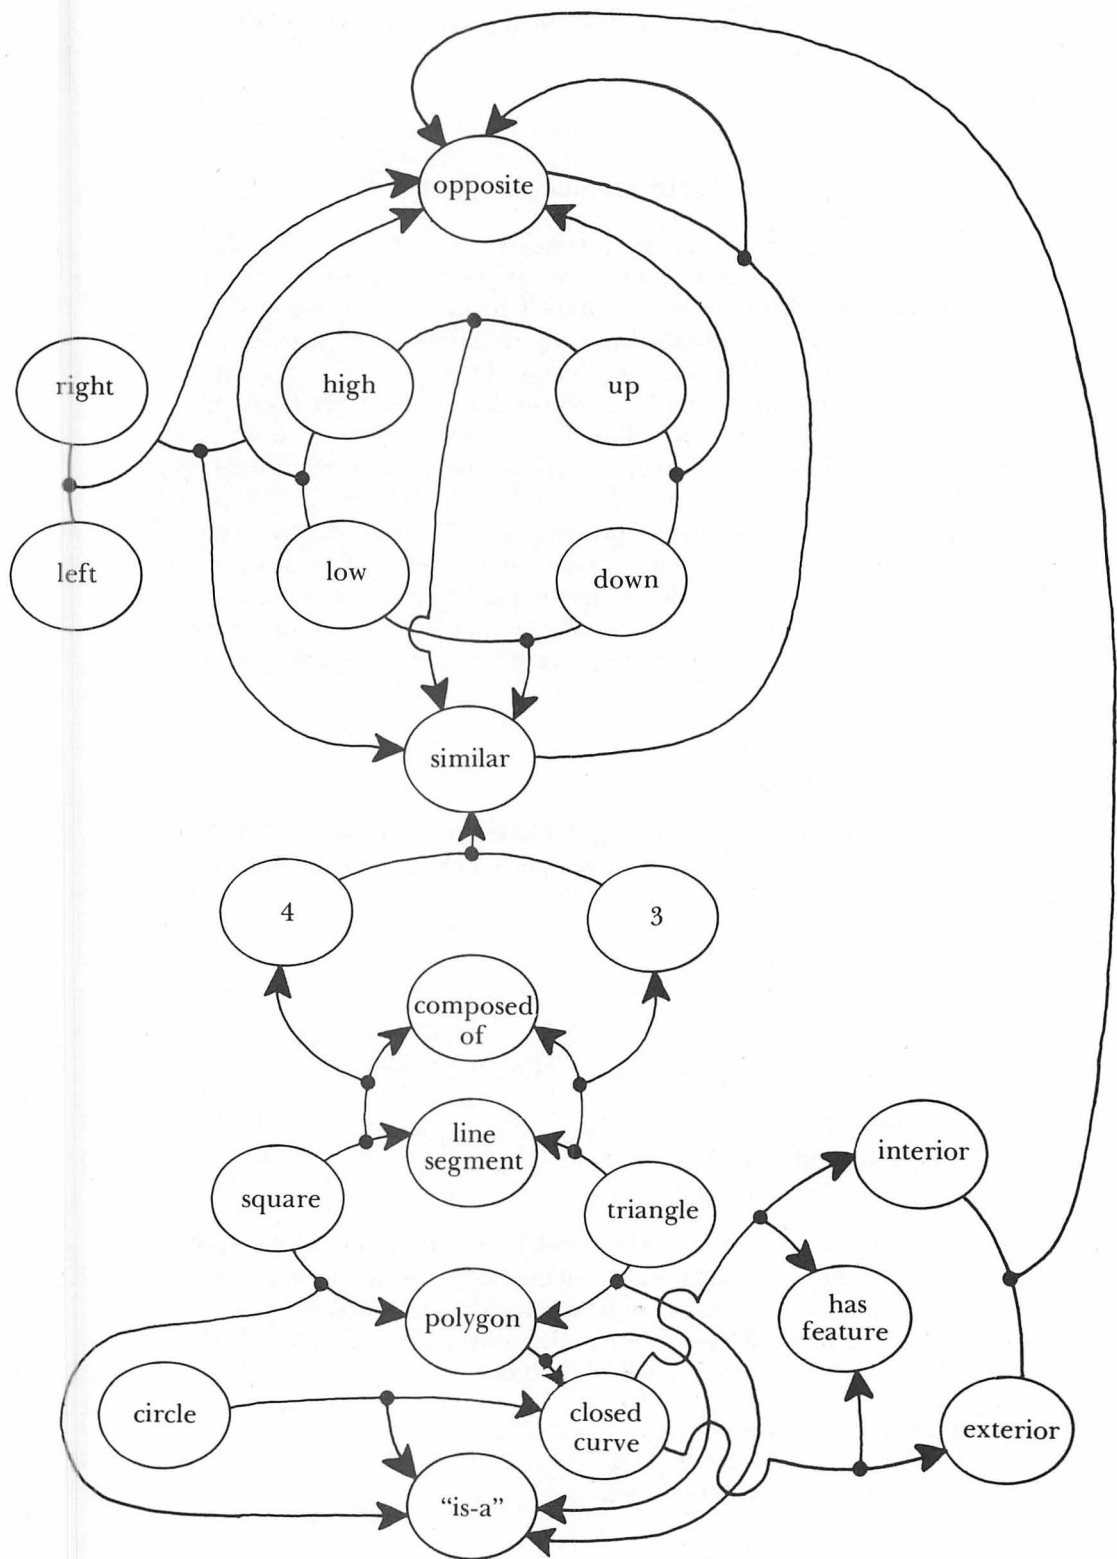 opposite
right
high
up
left
low
down
similar
4
3
composed
of
line
segment
interior
square
triangle
has
feature
polygon
circle
closed
curve
exterior
“is-a”